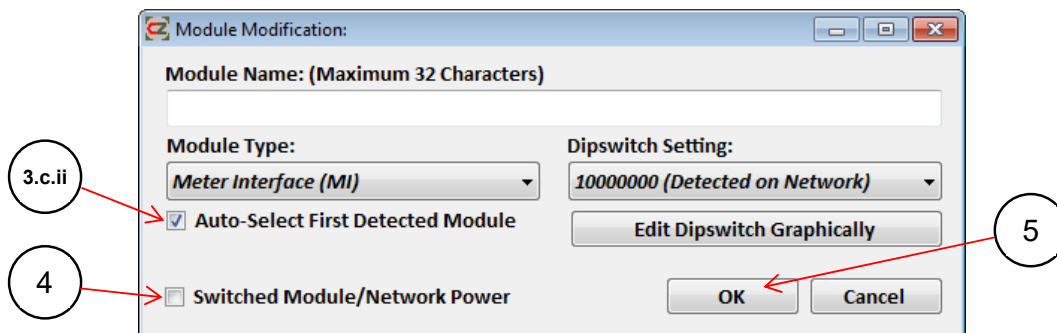 CZ Module Modification:
Module Name: (Maximum 32 Characters)
Module Type: Dipswitch Setting:
3.c.ii
Meter Interface (MI) 10000000 (Detected on Network)
Auto-Select First Detected Module Edit Dipswitch Graphically
5
4
Switched Module/Network Power OK Cancel